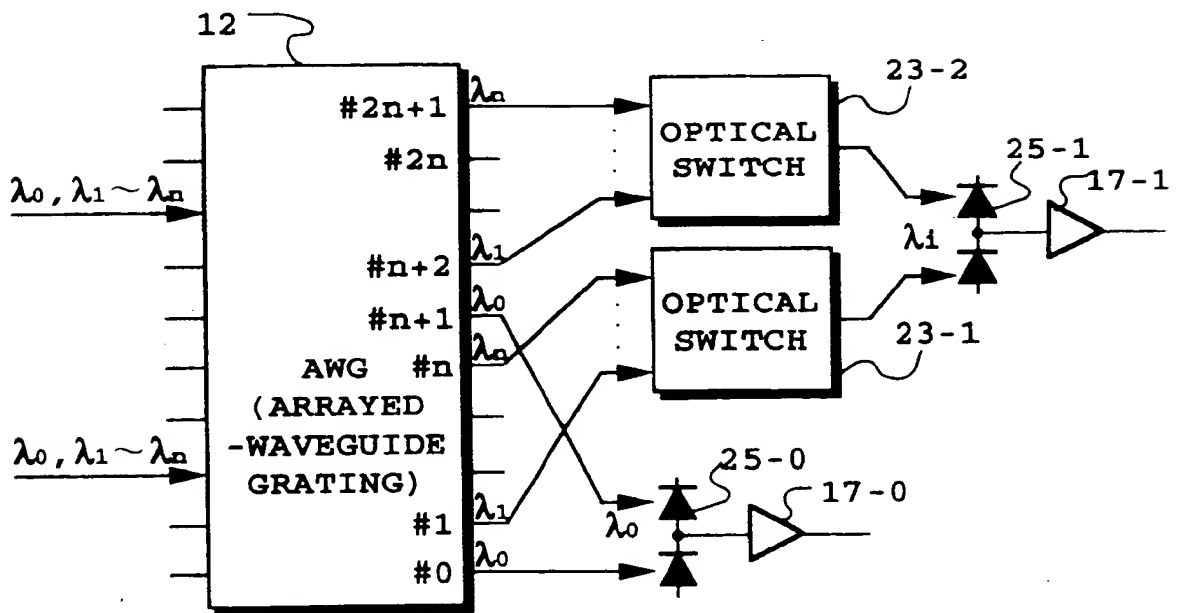 12
λ0, λ1~λn
λ0, λ1~λn
#2n+1
#2n
#n+2
#n+1
#n
#1
#0
AWG
(ARRAYED
-WAVEGUIDE
GRATING)
λn
λ1
λ0
λn
λ1
λ0
OPTICAL
SWITCH
23-2
OPTICAL
SWITCH
23-1
25-1
17-1
λi
25-0
17-0
λ0